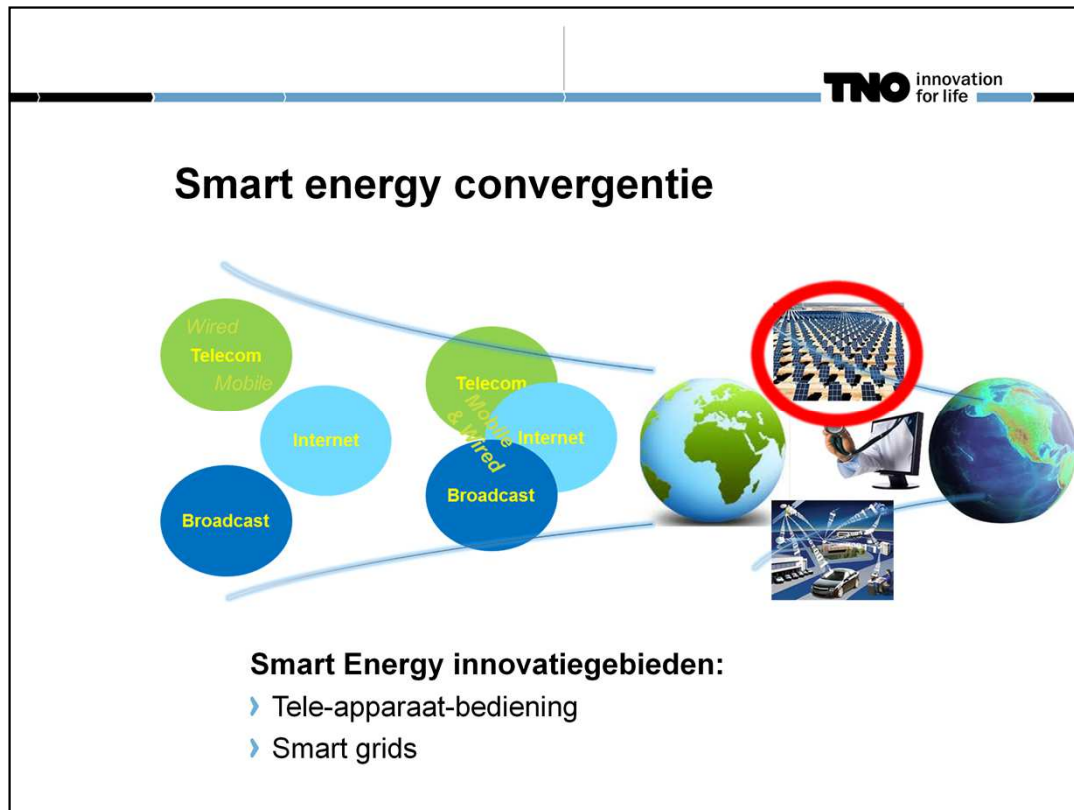 TNO innovation
for life
Smart energy convergentie
Wired
Telecom
Mobile
Internet
Broadcast
Telecom
Mobile
& Wired
Internet
Broadcast
Smart Energy innovatiegebieden:
Tele-apparaat-bediening
Smart grids